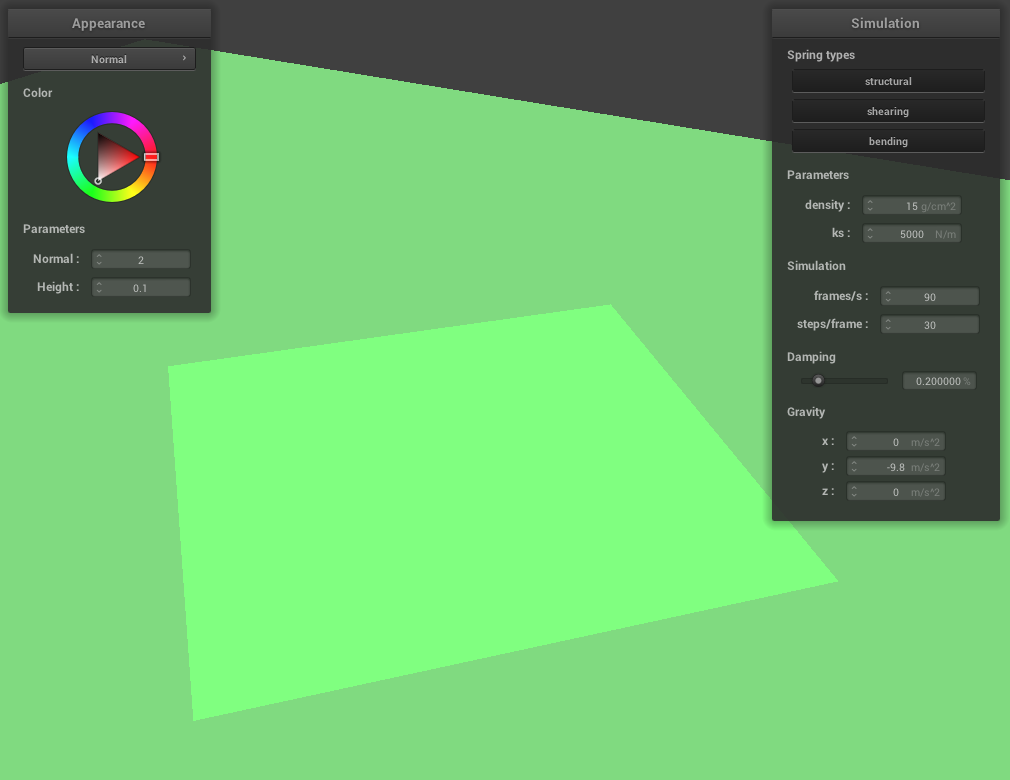 Appearance
Normal
Color
Parameters
Normal : 2
Height : 0.1
Simulation
Spring types
structural
shearing
bending
Parameters
density : 15 g/cm^2
ks : 5000 N/m
Simulation
frames/s : 90
steps/frame : 30
Damping
0.200000 %
Gravity
x : 0 m/s^2
y : -9.8 m/s^2
z : 0 m/s^2